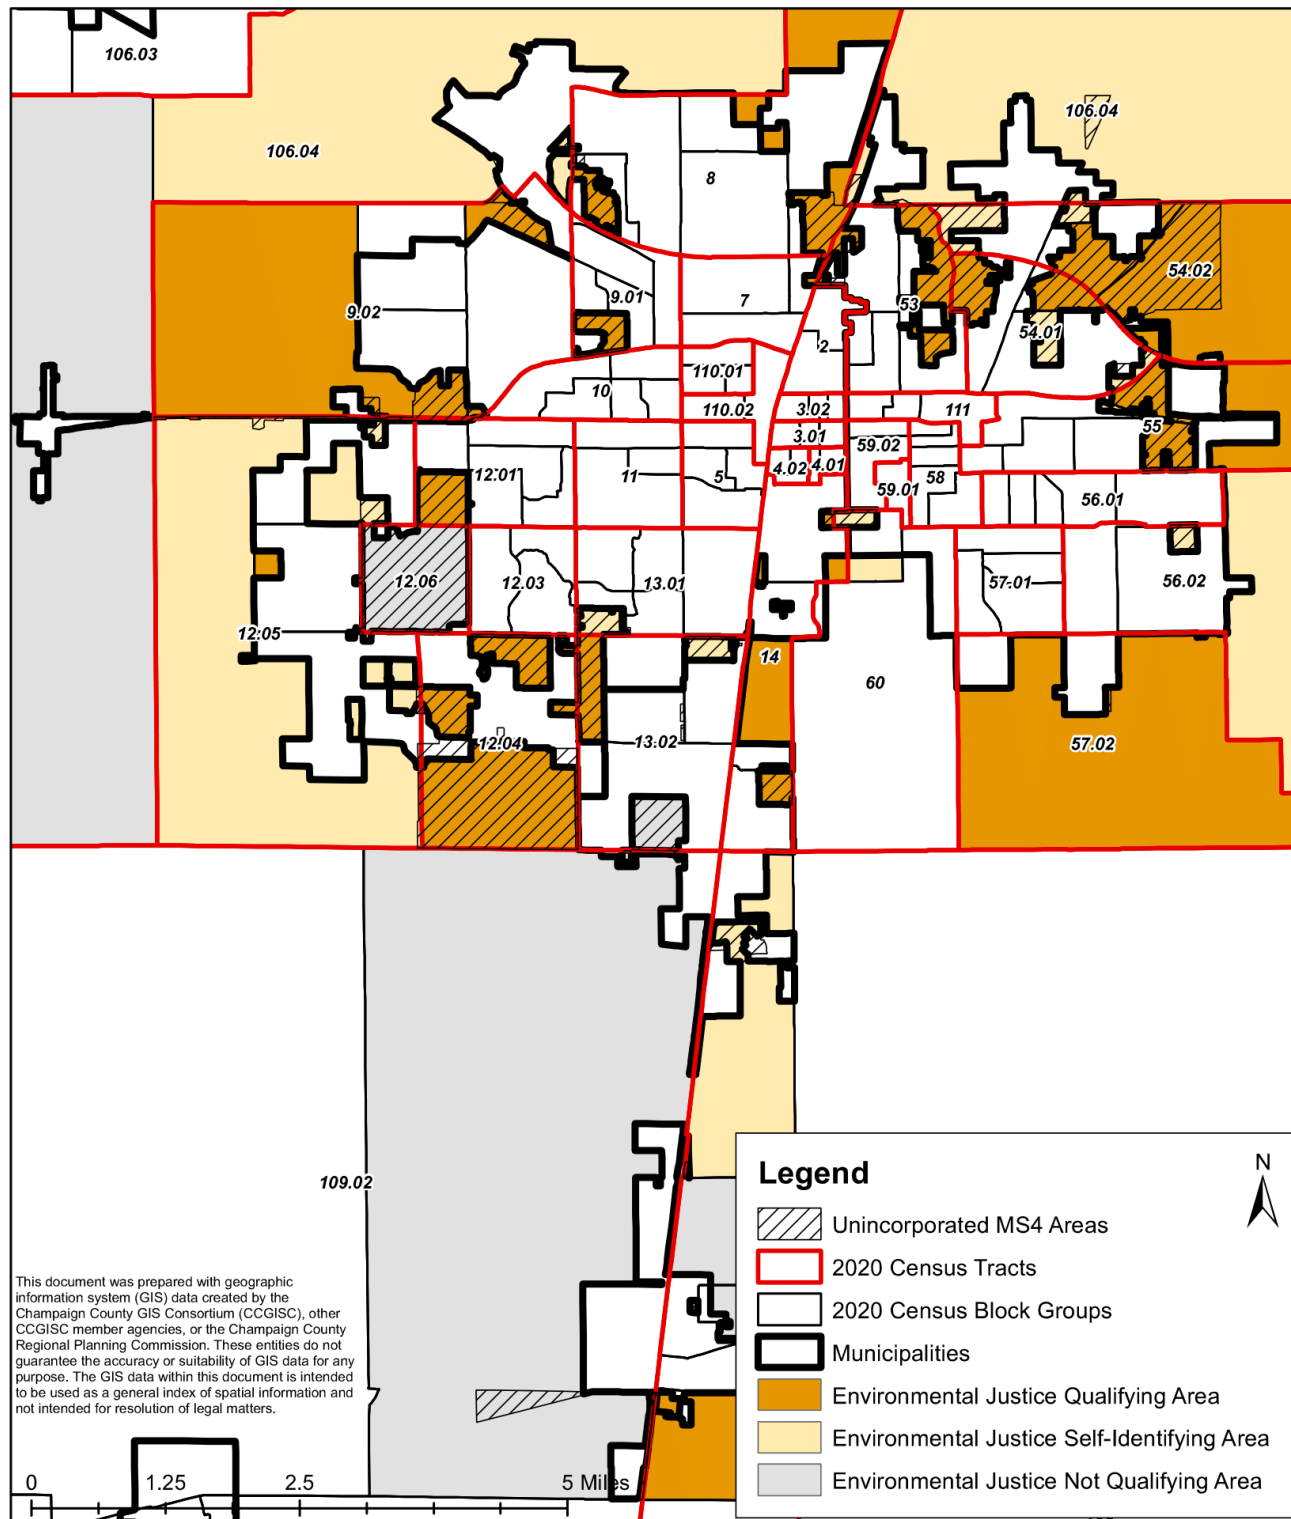 106.03
106.04
106.04
8
54.02
9.01
7
53
9.02
54.01
2
110.01
10
110.02
3.02
111
55
3.01
59.02
4.02
4.01
12.01
11
5
58
59.01
56.01
12.06
12.03
13.01
57.01
56.02
12.05
14
60
12.04
13.02
57.02
109.02
Legend
N
Unincorporated MS4 Areas
2020 Census Tracts
2020 Census Block Groups
Municipalities
Environmental Justice Qualifying Area
Environmental Justice Self-Identifying Area
Environmental Justice Not Qualifying Area
This document was prepared with geographic
information system (GIS) data created by the
Champaign County GIS Consortium (CCGISC), other
CCGISC member agencies, or the Champaign County
Regional Planning Commission. These entities do not
guarantee the accuracy or suitability of GIS data for any
purpose. The GIS data within this document is intended
to be used as a general index of spatial information and
not intended for resolution of legal matters.
0 1.25 2.5 5 Miles